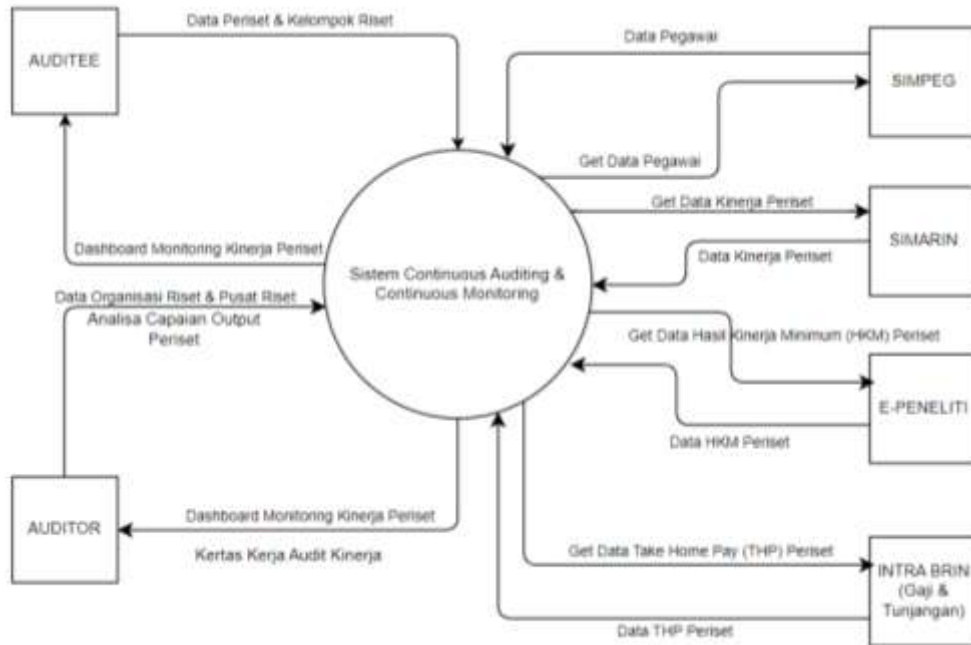 Data Periset & Kelompok Riset
AUDITEE
Data Pegawai
SIMPEG
Get Data Pegawai
Get Data Kinerja Periset
SIMARIN
Data Kinerja Periset
Dashboard Monitoring Kinerja Periset
Sistem Continuous Auditing &
Continuous Monitoring
Data Organisasi Riset & Pusat Riset
Analisa Capaian Output
Periset
Get Data Hasil Kinerja Minimum (HKM) Periset
E-PENELITI
Data HKM Periset
AUDITOR
Dashboard Monitoring Kinerja Periset
Kertas Kerja Audit Kinerja
Get Data Take Home Pay (THP) Periset
INTRA BRIN
(Gaji &
Tunjangan)
Data THP Periset